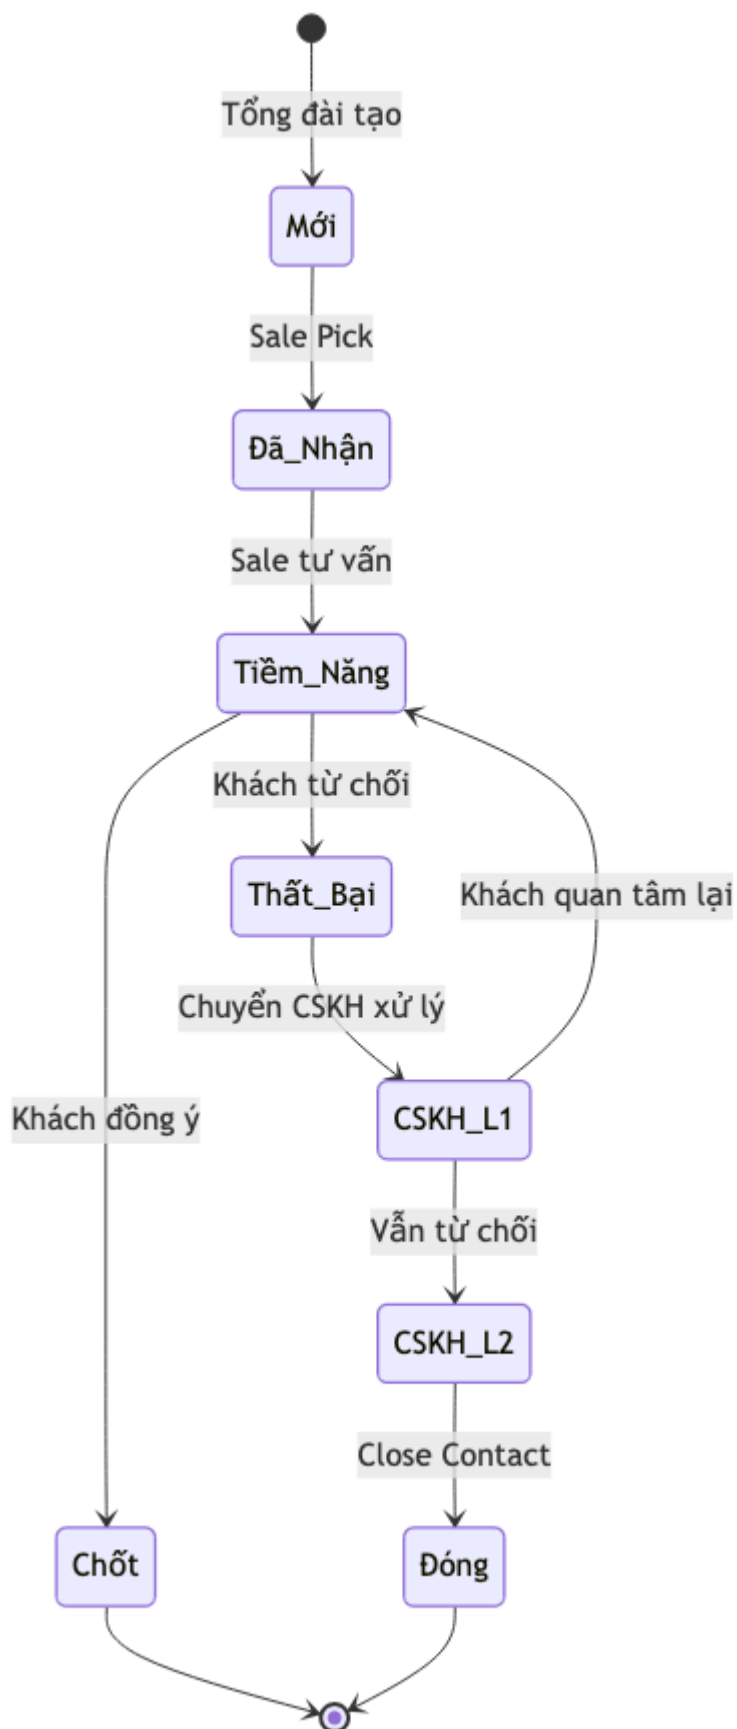 Tổng đài tạo
Mới
Sale Pick
Đã_Nhận
Sale tư vấn
Tiềm_Năng
Khách từ chối
Thất_Bại
Khách quan tâm lại
Chuyển CSKH xử lý
Khách đồng ý
CSKH_L1
Vẫn từ chối
CSKH_L2
Close Contact
Chốt
Đóng